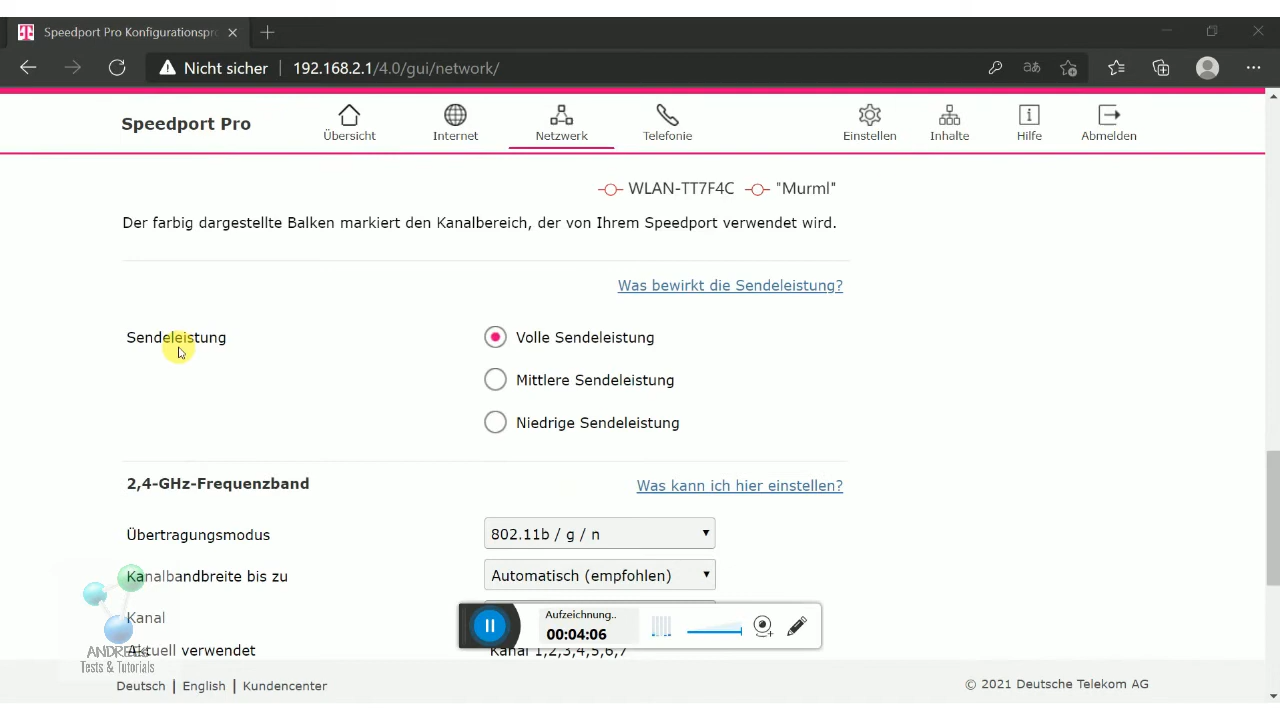 Speedport Pro Konfigurationspro
Nicht sicher 192.168.2.1/4.0/gui/network/
Speedport Pro
Übersicht
Internet
Netzwerk
Telefonie
Einstellen
Inhalte
Hilfe
Abmelden
WLAN-TT7F4C "Murml"
Der farbig dargestellte Balken markiert den Kanalbereich, der von Ihrem Speedport verwendet wird.
Was bewirkt die Sendeleistung?
Sendeleistung
Volle Sendeleistung
Mittlere Sendeleistung
Niedrige Sendeleistung
2,4-GHz-Frequenzband
Was kann ich hier einstellen?
Übertragungsmodus
802.11b / g / n
Kanalbandbreite bis zu
Automatisch (empfohlen)
Kanal
Aufzeichnung..
00:04:06
Aktuell verwendet
Kanal 1,2,3,4,5,6,7
Tests & Tutorials
Deutsch | English | Kundencenter
© 2021 Deutsche Telekom AG